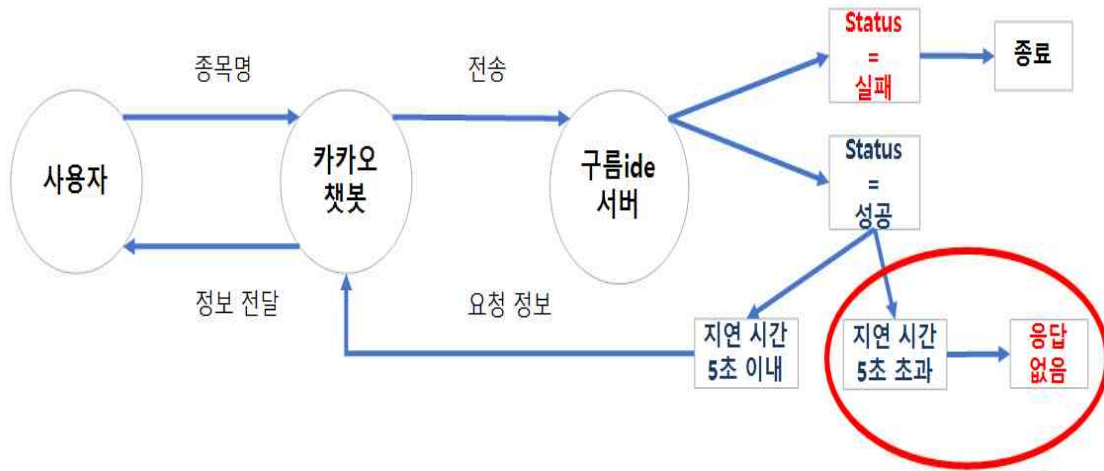 종목명
전송
Status
=
실패
종료
사용자
카카오
챗봇
구름ide
서버
Status
=
성공
정보 전달
요청 정보
지연 시간
5초 이내
지연 시간
5초 초과
응답
없음